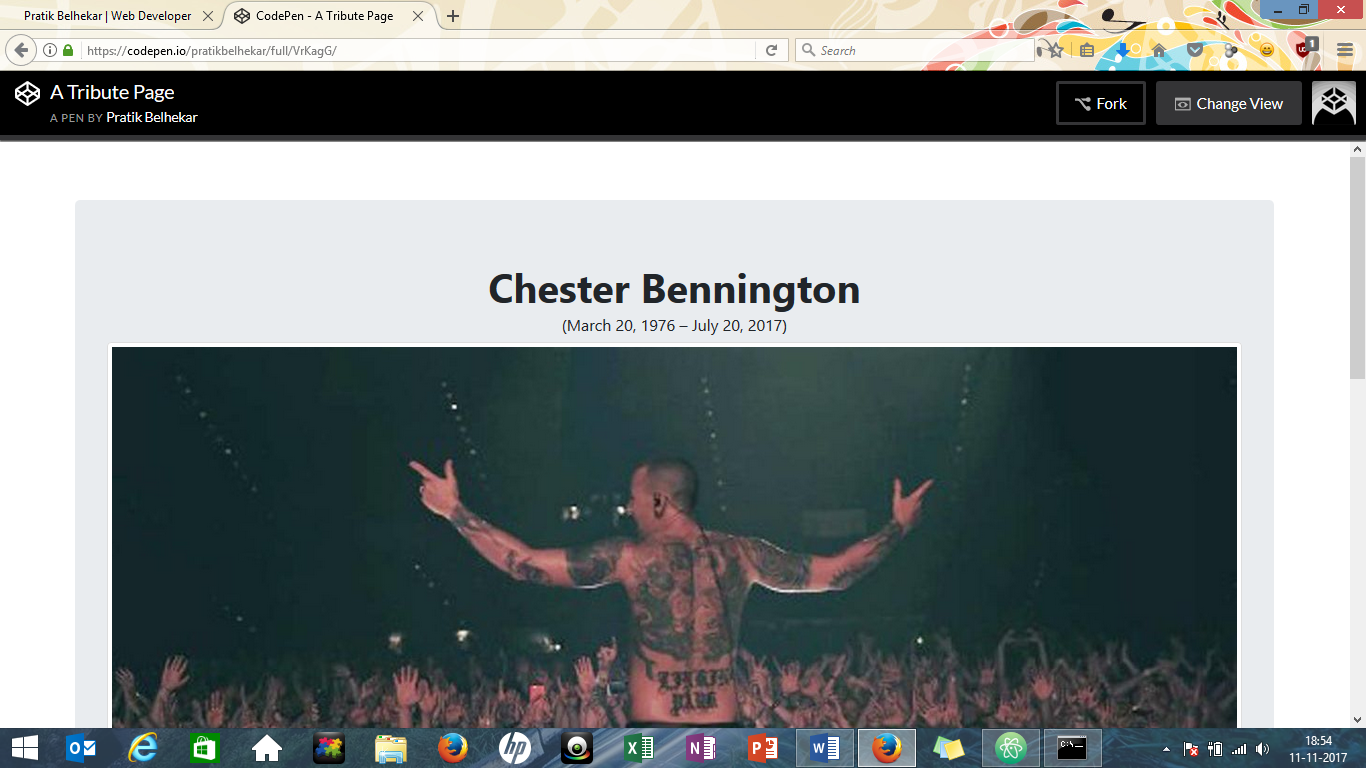 Pratik Belhekar | Web Developer
CodePen - A Tribute Page
https://codepen.io/pratikbelhekar/full/VrKagG/
Search
1
A Tribute Page
A PEN BY Pratik Belhekar
Fork
Change View
Chester Bennington
(March 20, 1976 – July 20, 2017)
18:54
11-11-2017